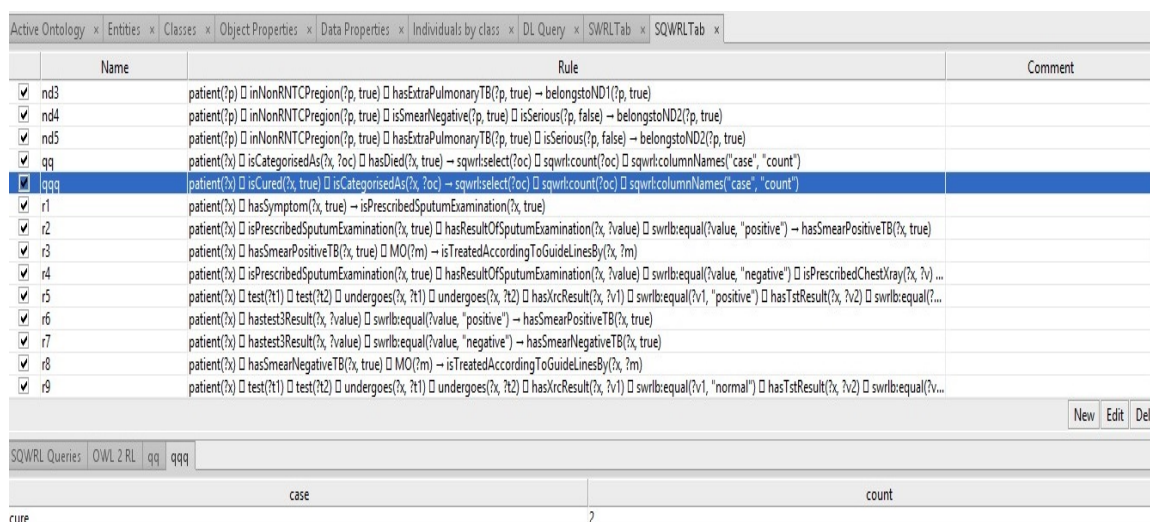 Active Ontology × Entities × Classes × Object Properties × Data Properties × Individuals by class × DL Query × SWRLTab × SQWRLTab ×
Name Rule Comment
nd3 patient(?p) ▯ inNonRNTCPregion(?p, true) ▯ hasExtraPulmonaryTB(?p, true) → belongstoND1(?p, true)
nd4 patient(?p) ▯ inNonRNTCPregion(?p, true) ▯ isSmearNegative(?p, true) ▯ isSerious(?p, false) → belongstoND2(?p, true)
nd5 patient(?p) ▯ inNonRNTCPregion(?p, true) ▯ hasExtraPulmonaryTB(?p, true) ▯ isSerious(?p, false) → belongstoND2(?p, true)
qq patient(?x) ▯ isCategorisedAs(?x, ?oc) ▯ hasDied(?x, true) → sqwrl:select(?oc) ▯ sqwrl:count(?oc) ▯ sqwrl:columnNames("case", "count")
qqq patient(?x) ▯ isCured(?x, true) ▯ isCategorisedAs(?x, ?oc) → sqwrl:select(?oc) ▯ sqwrl:count(?oc) ▯ sqwrl:columnNames("case", "count")
r1 patient(?x) ▯ hasSymptom(?x, true) → isPrescribedSputumExamination(?x, true)
r2 patient(?x) ▯ isPrescribedSputumExamination(?x, true) ▯ hasResultOfSputumExamination(?x, ?value) ▯ swrlb:equal(?value, "positive") → hasSmearPositiveTB(?x, true)
r3 patient(?x) ▯ hasSmearPositiveTB(?x, true) ▯ MO(?m) → isTreatedAccordingToGuideLinesBy(?x, ?m)
r4 patient(?x) ▯ isPrescribedSputumExamination(?x, true) ▯ hasResultOfSputumExamination(?x, ?value) ▯ swrlb:equal(?value, "negative") ▯ isPrescribedChestXray(?x, ?v) ...
r5 patient(?x) ▯ test(?t1) ▯ test(?t2) ▯ undergoes(?x, ?t1) ▯ undergoes(?x, ?t2) ▯ hasXrcResult(?x, ?v1) ▯ swrlb:equal(?v1, "positive") ▯ hasTstResult(?x, ?v2) ▯ swrlb:equal(?...
r6 patient(?x) ▯ hastest3Result(?x, ?value) ▯ swrlb:equal(?value, "positive") → hasSmearPositiveTB(?x, true)
r7 patient(?x) ▯ hastest3Result(?x, ?value) ▯ swrlb:equal(?value, "negative") → hasSmearNegativeTB(?x, true)
r8 patient(?x) ▯ hasSmearNegativeTB(?x, true) ▯ MO(?m) → isTreatedAccordingToGuideLinesBy(?x, ?m)
r9 patient(?x) ▯ test(?t1) ▯ test(?t2) ▯ undergoes(?x, ?t1) ▯ undergoes(?x, ?t2) ▯ hasXrcResult(?x, ?v1) ▯ swrlb:equal(?v1, "normal") ▯ hasTstResult(?x, ?v2) ▯ swrlb:equal(?v...
New Edit Del
SQWRL Queries OWL 2 RL qq qqq
case count
cure 2